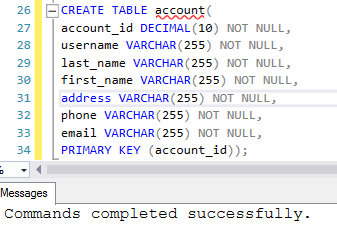 26 CREATE TABLE account(
27 account_id DECIMAL(10) NOT NULL,
28 username VARCHAR(255) NOT NULL,
29 last_name VARCHAR(255) NOT NULL,
30 first_name VARCHAR(255) NOT NULL,
31 address VARCHAR(255) NOT NULL,
32 phone VARCHAR(255) NOT NULL,
33 email VARCHAR(255) NOT NULL,
34 PRIMARY KEY (account_id));
%
Messages
Commands completed successfully.